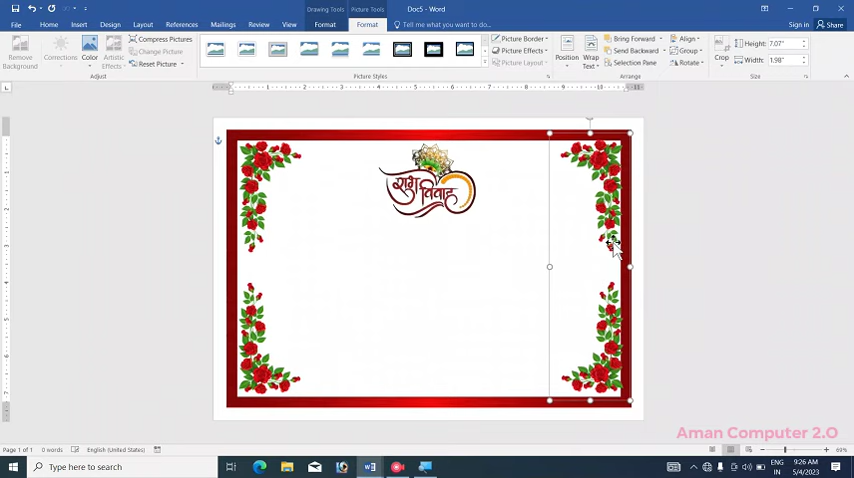 Drawing Tools
Picture Tools
Doc5 - Word
File
Home
Insert
Design
Layout
References
Mailings
Review
View
Format
Format
Tell me what you want to do...
Sign in
Share
Remove
Background
Corrections
Color
Artistic
Effects
Compress Pictures
Change Picture
Reset Picture
Adjust
Picture Styles
Picture Border
Picture Effects
Picture Layout
Position
Wrap
Text
Bring Forward
Send Backward
Selection Pane
Align
Group
Rotate
Arrange
Crop
Height: 7.07"
Width: 1.98"
Size
शुभ
विवाह
Aman Computer 2.O
Page 1 of 1
0 words
English (United States)
69%
Type here to search
ENG
IN
9:26 AM
5/4/2023